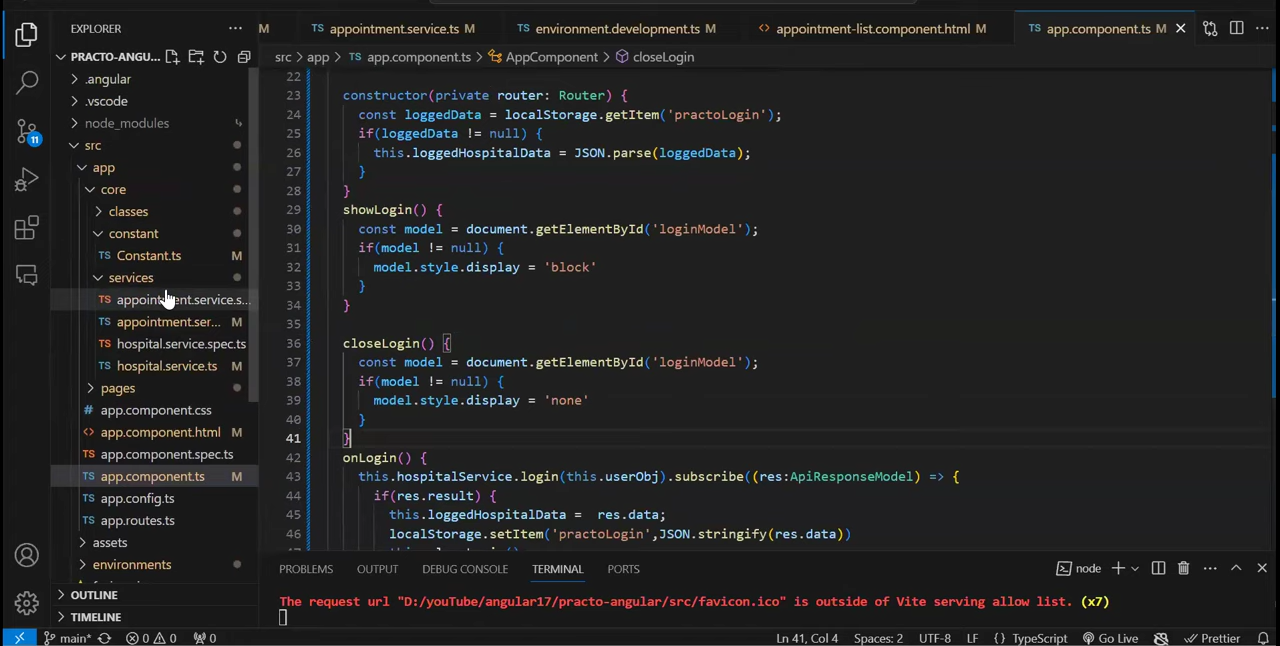 EXPLORER
PRACTO-ANGU...
.angular
.vscode
node_modules
src
app
core
classes
constant
TS Constant.ts M
services
TS appointment.service.s...
TS appointment.ser... M
TS hospital.service.spec.ts
TS hospital.service.ts M
pages
# app.component.css
<> app.component.html M
TS app.component.spec.ts
TS app.component.ts M
TS app.config.ts
TS app.routes.ts
assets
environments
OUTLINE
TIMELINE
11
M TS appointment.service.ts M TS environment.development.ts M <> appointment-list.component.html M TS app.component.ts M
src > app > TS app.component.ts > AppComponent > closeLogin
22
23 constructor(private router: Router) {
24 const loggedData = localStorage.getItem('practoLogin');
25 if(loggedData != null) {
26 this.loggedHospitalData = JSON.parse(loggedData);
27 }
28 }
29 showLogin() {
30 const model = document.getElementById('loginModel');
31 if(model != null) {
32 model.style.display = 'block'
33 }
34 }
35
36 closeLogin() {
37 const model = document.getElementById('loginModel');
38 if(model != null) {
39 model.style.display = 'none'
40 }
41 }
42 onLogin() {
43 this.hospitalService.login(this.userObj).subscribe((res:ApiResponseModel) => {
44 if(res.result) {
45 this.loggedHospitalData = res.data;
46 localStorage.setItem('practoLogin',JSON.stringify(res.data))
PROBLEMS OUTPUT DEBUG CONSOLE TERMINAL PORTS node
The request url "D:/youTube/angular17/practo-angular/src/favicon.ico" is outside of Vite serving allow list. (x7)
main* 0 0 0 Ln 41, Col 4 Spaces: 2 UTF-8 LF {} TypeScript Go Live Prettier